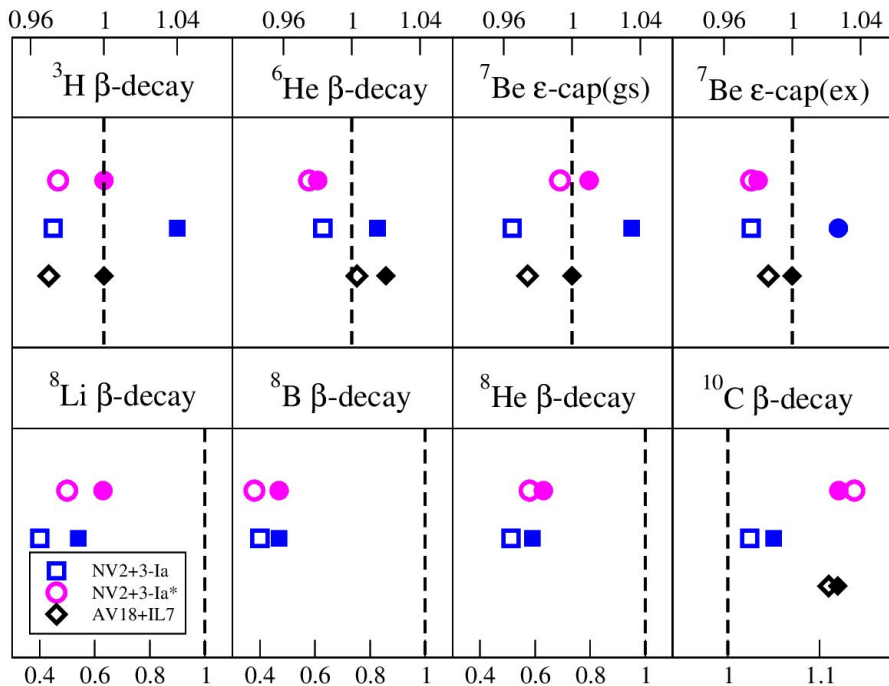 0.96 1 1.04 0.96 1 1.04 0.96 1 1.04 0.96 1 1.04
³H β-decay ⁶He β-decay ⁷Be ε-cap(gs) ⁷Be ε-cap(ex)
⁸Li β-decay ⁸B β-decay ⁸He β-decay ¹⁰C β-decay
NV2+3-Ia
NV2+3-Ia*
AV18+IL7
0.4 0.6 0.8 1 0.4 0.6 0.8 1 0.4 0.6 0.8 1 1 1.1